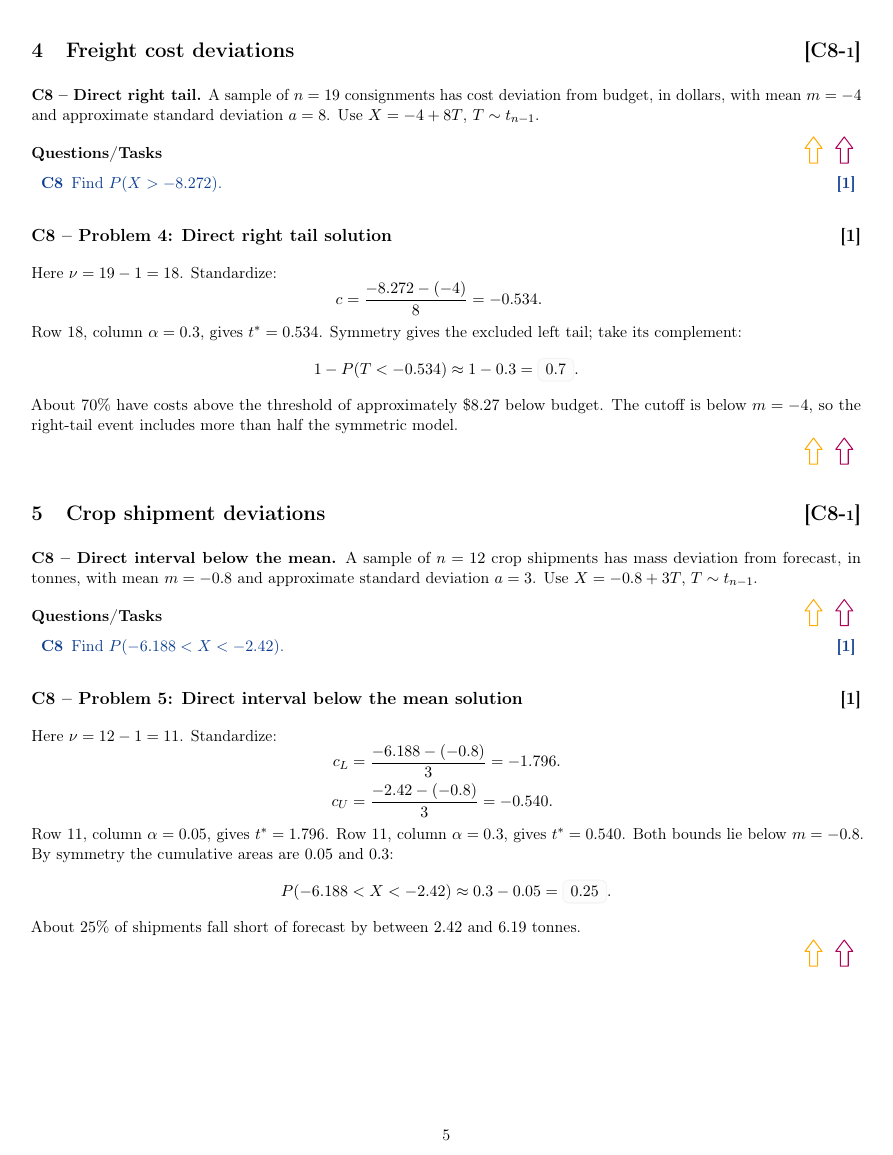 4 Freight cost deviations [C8-1]
C8 – Direct right tail. A sample of n = 19 consignments has cost deviation from budget, in dollars, with mean m = −4
and approximate standard deviation a = 8. Use X = −4 + 8T, T ∼ tₙ₋₁.
Questions/Tasks
C8 Find P(X > −8.272). [1]
C8 – Problem 4: Direct right tail solution [1]
Here ν = 19 − 1 = 18. Standardize:
c = (−8.272 − (−4))/8 = −0.534.
Row 18, column α = 0.3, gives t* = 0.534. Symmetry gives the excluded left tail; take its complement:
1 − P(T < −0.534) ≈ 1 − 0.3 = 0.7 .
About 70% have costs above the threshold of approximately $8.27 below budget. The cutoff is below m = −4, so the
right-tail event includes more than half the symmetric model.
5 Crop shipment deviations [C8-1]
C8 – Direct interval below the mean. A sample of n = 12 crop shipments has mass deviation from forecast, in
tonnes, with mean m = −0.8 and approximate standard deviation a = 3. Use X = −0.8 + 3T, T ∼ tₙ₋₁.
Questions/Tasks
C8 Find P(−6.188 < X < −2.42). [1]
C8 – Problem 5: Direct interval below the mean solution [1]
Here ν = 12 − 1 = 11. Standardize:
c_L = (−6.188 − (−0.8))/3 = −1.796.
c_U = (−2.42 − (−0.8))/3 = −0.540.
Row 11, column α = 0.05, gives t* = 1.796. Row 11, column α = 0.3, gives t* = 0.540. Both bounds lie below m = −0.8.
By symmetry the cumulative areas are 0.05 and 0.3:
P(−6.188 < X < −2.42) ≈ 0.3 − 0.05 = 0.25 .
About 25% of shipments fall short of forecast by between 2.42 and 6.19 tonnes.
5